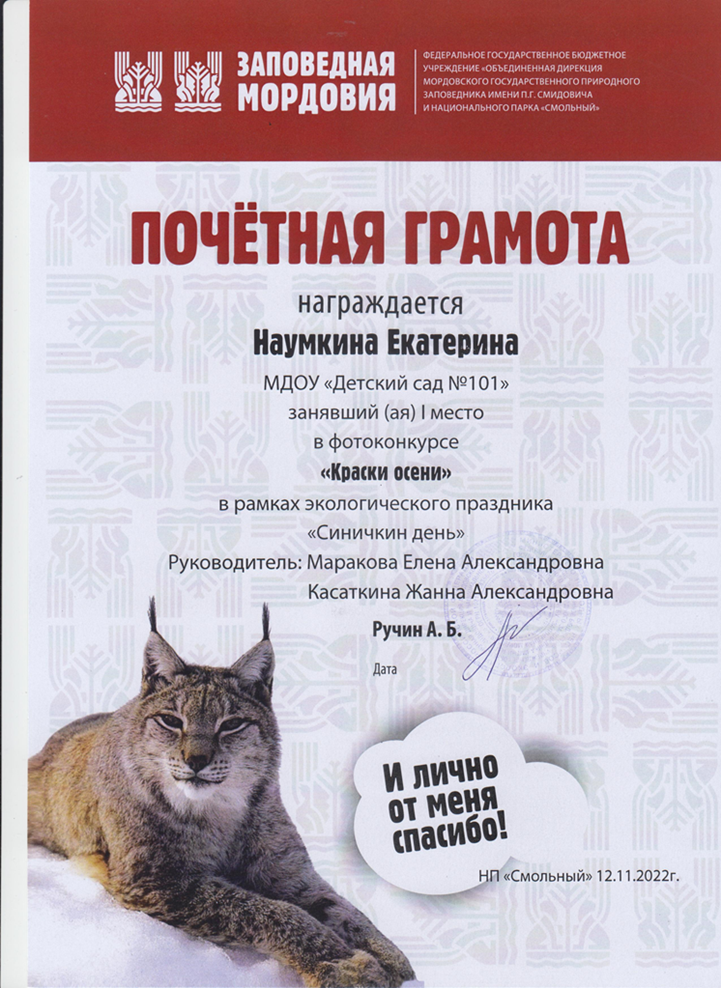 ЗАПОВЕДНАЯ
МОРДОВИЯ
ФЕДЕРАЛЬНОЕ ГОСУДАРСТВЕННОЕ БЮДЖЕТНОЕ
УЧРЕЖДЕНИЕ «ОБЪЕДИНЕННАЯ ДИРЕКЦИЯ
МОРДОВСКОГО ГОСУДАРСТВЕННОГО ПРИРОДНОГО
ЗАПОВЕДНИКА ИМЕНИ П.Г. СМИДОВИЧА
И НАЦИОНАЛЬНОГО ПАРКА «СМОЛЬНЫЙ»
ПОЧЁТНАЯ ГРАМОТА
награждается
Наумкина Екатерина
МДОУ «Детский сад №101»
занявший (ая) I место
в фотоконкурсе
«Краски осени»
в рамках экологического праздника
«Синичкин день»
Руководитель: Маракова Елена Александровна
Касаткина Жанна Александровна
Ручин А. Б.
Дата
И лично
от меня
спасибо!
НП «Смольный» 12.11.2022г.